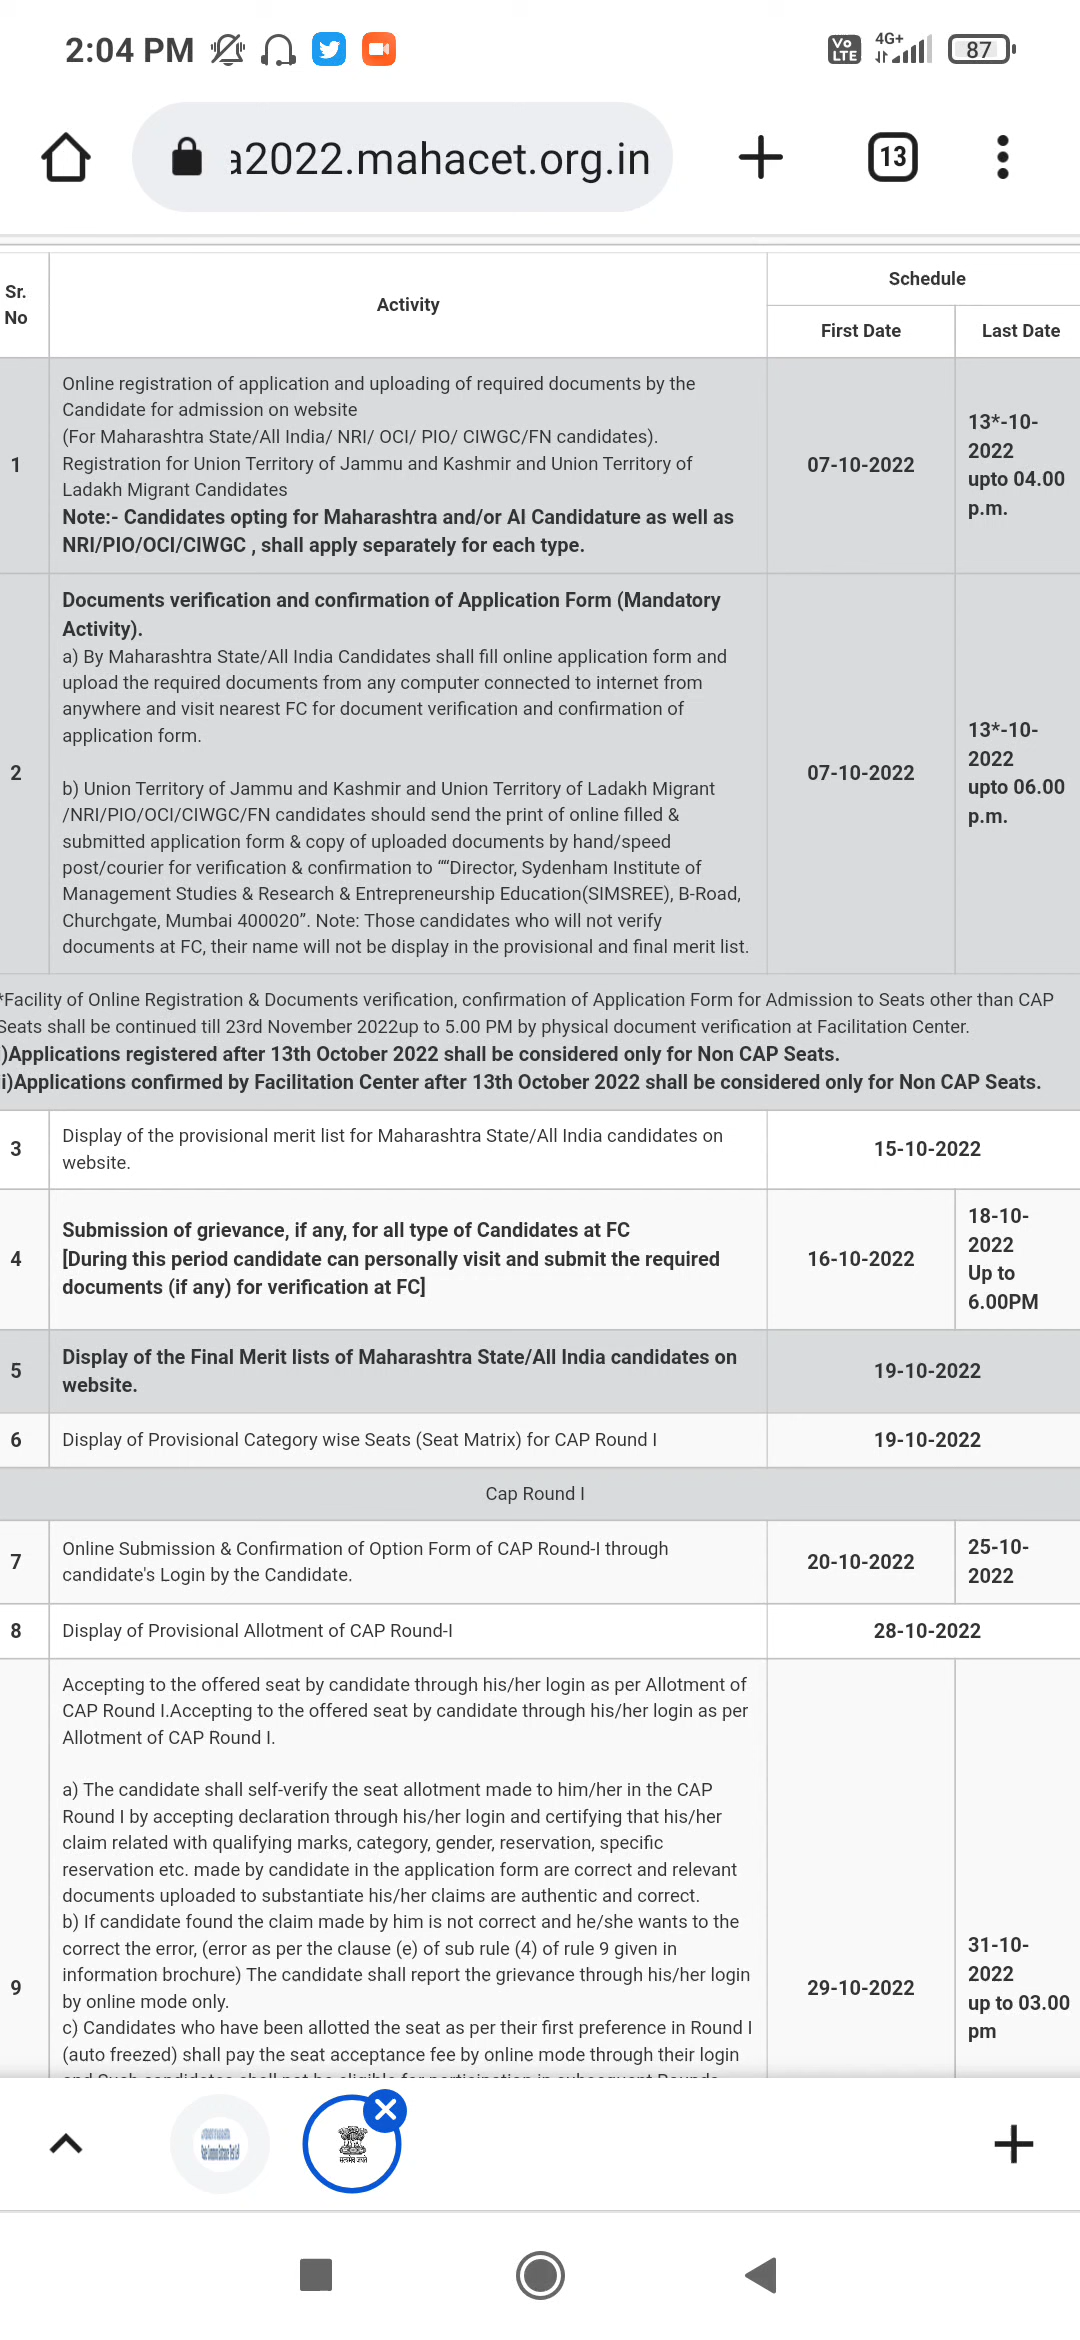 2:04 PM
Vo LTE 4G+ 87
a2022.mahacet.org.in
13
Schedule
Sr.
No
Activity
First Date
Last Date
Online registration of application and uploading of required documents by the
Candidate for admission on website
(For Maharashtra State/All India/ NRI/ OCI/ PIO/ CIWGC/FN candidates).
Registration for Union Territory of Jammu and Kashmir and Union Territory of
Ladakh Migrant Candidates
Note:- Candidates opting for Maharashtra and/or AI Candidature as well as
NRI/PIO/OCI/CIWGC , shall apply separately for each type.
1
07-10-2022
13*-10-
2022
upto 04.00
p.m.
Documents verification and confirmation of Application Form (Mandatory
Activity).
a) By Maharashtra State/All India Candidates shall fill online application form and
upload the required documents from any computer connected to internet from
anywhere and visit nearest FC for document verification and confirmation of
application form.
2
07-10-2022
13*-10-
2022
upto 06.00
p.m.
b) Union Territory of Jammu and Kashmir and Union Territory of Ladakh Migrant
/NRI/PIO/OCI/CIWGC/FN candidates should send the print of online filled &
submitted application form & copy of uploaded documents by hand/speed
post/courier for verification & confirmation to ““Director, Sydenham Institute of
Management Studies & Research & Entrepreneurship Education(SIMSREE), B-Road,
Churchgate, Mumbai 400020”. Note: Those candidates who will not verify
documents at FC, their name will not be display in the provisional and final merit list.
*Facility of Online Registration & Documents verification, confirmation of Application Form for Admission to Seats other than CAP
Seats shall be continued till 23rd November 2022up to 5.00 PM by physical document verification at Facilitation Center.
)Applications registered after 13th October 2022 shall be considered only for Non CAP Seats.
i)Applications confirmed by Facilitation Center after 13th October 2022 shall be considered only for Non CAP Seats.
3
Display of the provisional merit list for Maharashtra State/All India candidates on
website.
15-10-2022
4
Submission of grievance, if any, for all type of Candidates at FC
[During this period candidate can personally visit and submit the required
documents (if any) for verification at FC]
16-10-2022
18-10-
2022
Up to
6.00PM
5
Display of the Final Merit lists of Maharashtra State/All India candidates on
website.
19-10-2022
6
Display of Provisional Category wise Seats (Seat Matrix) for CAP Round I
19-10-2022
Cap Round I
7
Online Submission & Confirmation of Option Form of CAP Round-I through
candidate's Login by the Candidate.
20-10-2022
25-10-
2022
8
Display of Provisional Allotment of CAP Round-I
28-10-2022
Accepting to the offered seat by candidate through his/her login as per Allotment of
CAP Round I.Accepting to the offered seat by candidate through his/her login as per
Allotment of CAP Round I.
a) The candidate shall self-verify the seat allotment made to him/her in the CAP
Round I by accepting declaration through his/her login and certifying that his/her
claim related with qualifying marks, category, gender, reservation, specific
reservation etc. made by candidate in the application form are correct and relevant
documents uploaded to substantiate his/her claims are authentic and correct.
b) If candidate found the claim made by him is not correct and he/she wants to the
correct the error, (error as per the clause (e) of sub rule (4) of rule 9 given in
information brochure) The candidate shall report the grievance through his/her login
by online mode only.
9
29-10-2022
31-10-
2022
up to 03.00
pm
c) Candidates who have been allotted the seat as per their first preference in Round I
(auto freezed) shall pay the seat acceptance fee by online mode through their login